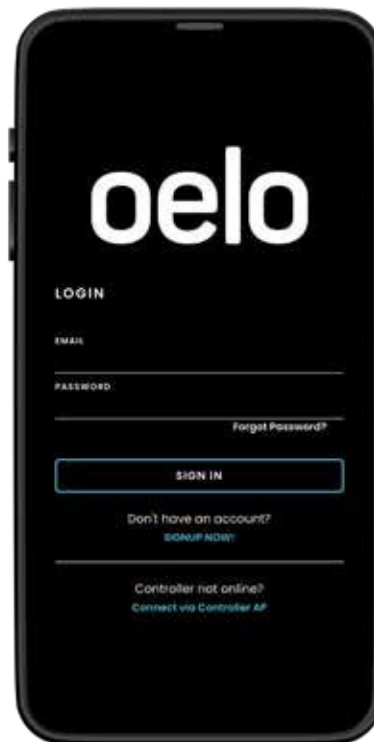 oelo
LOGIN
EMAIL
PASSWORD
Forgot Password?
SIGN IN
Don't have an account?
SIGNUP NOW!
Controller not online?
Connect via Controller AP